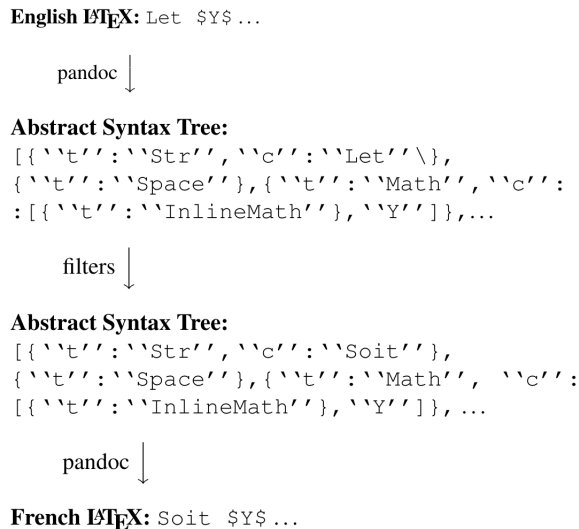 English LATEX: Let $Y$...
pandoc
Abstract Syntax Tree:
[{``t'':``Str'',``c'':``Let''\},
{``t'':``Space''},{``t'':``Math'',``c'':
:[{``t'':``InlineMath''},``Y'']},...
filters
Abstract Syntax Tree:
[{``t'':``Str'',``c'':``Soit''},
{``t'':``Space''},{``t'':``Math'', ``c'':
[{``t'':``InlineMath''},``Y'']},...
pandoc
French LATEX: Soit $Y$...